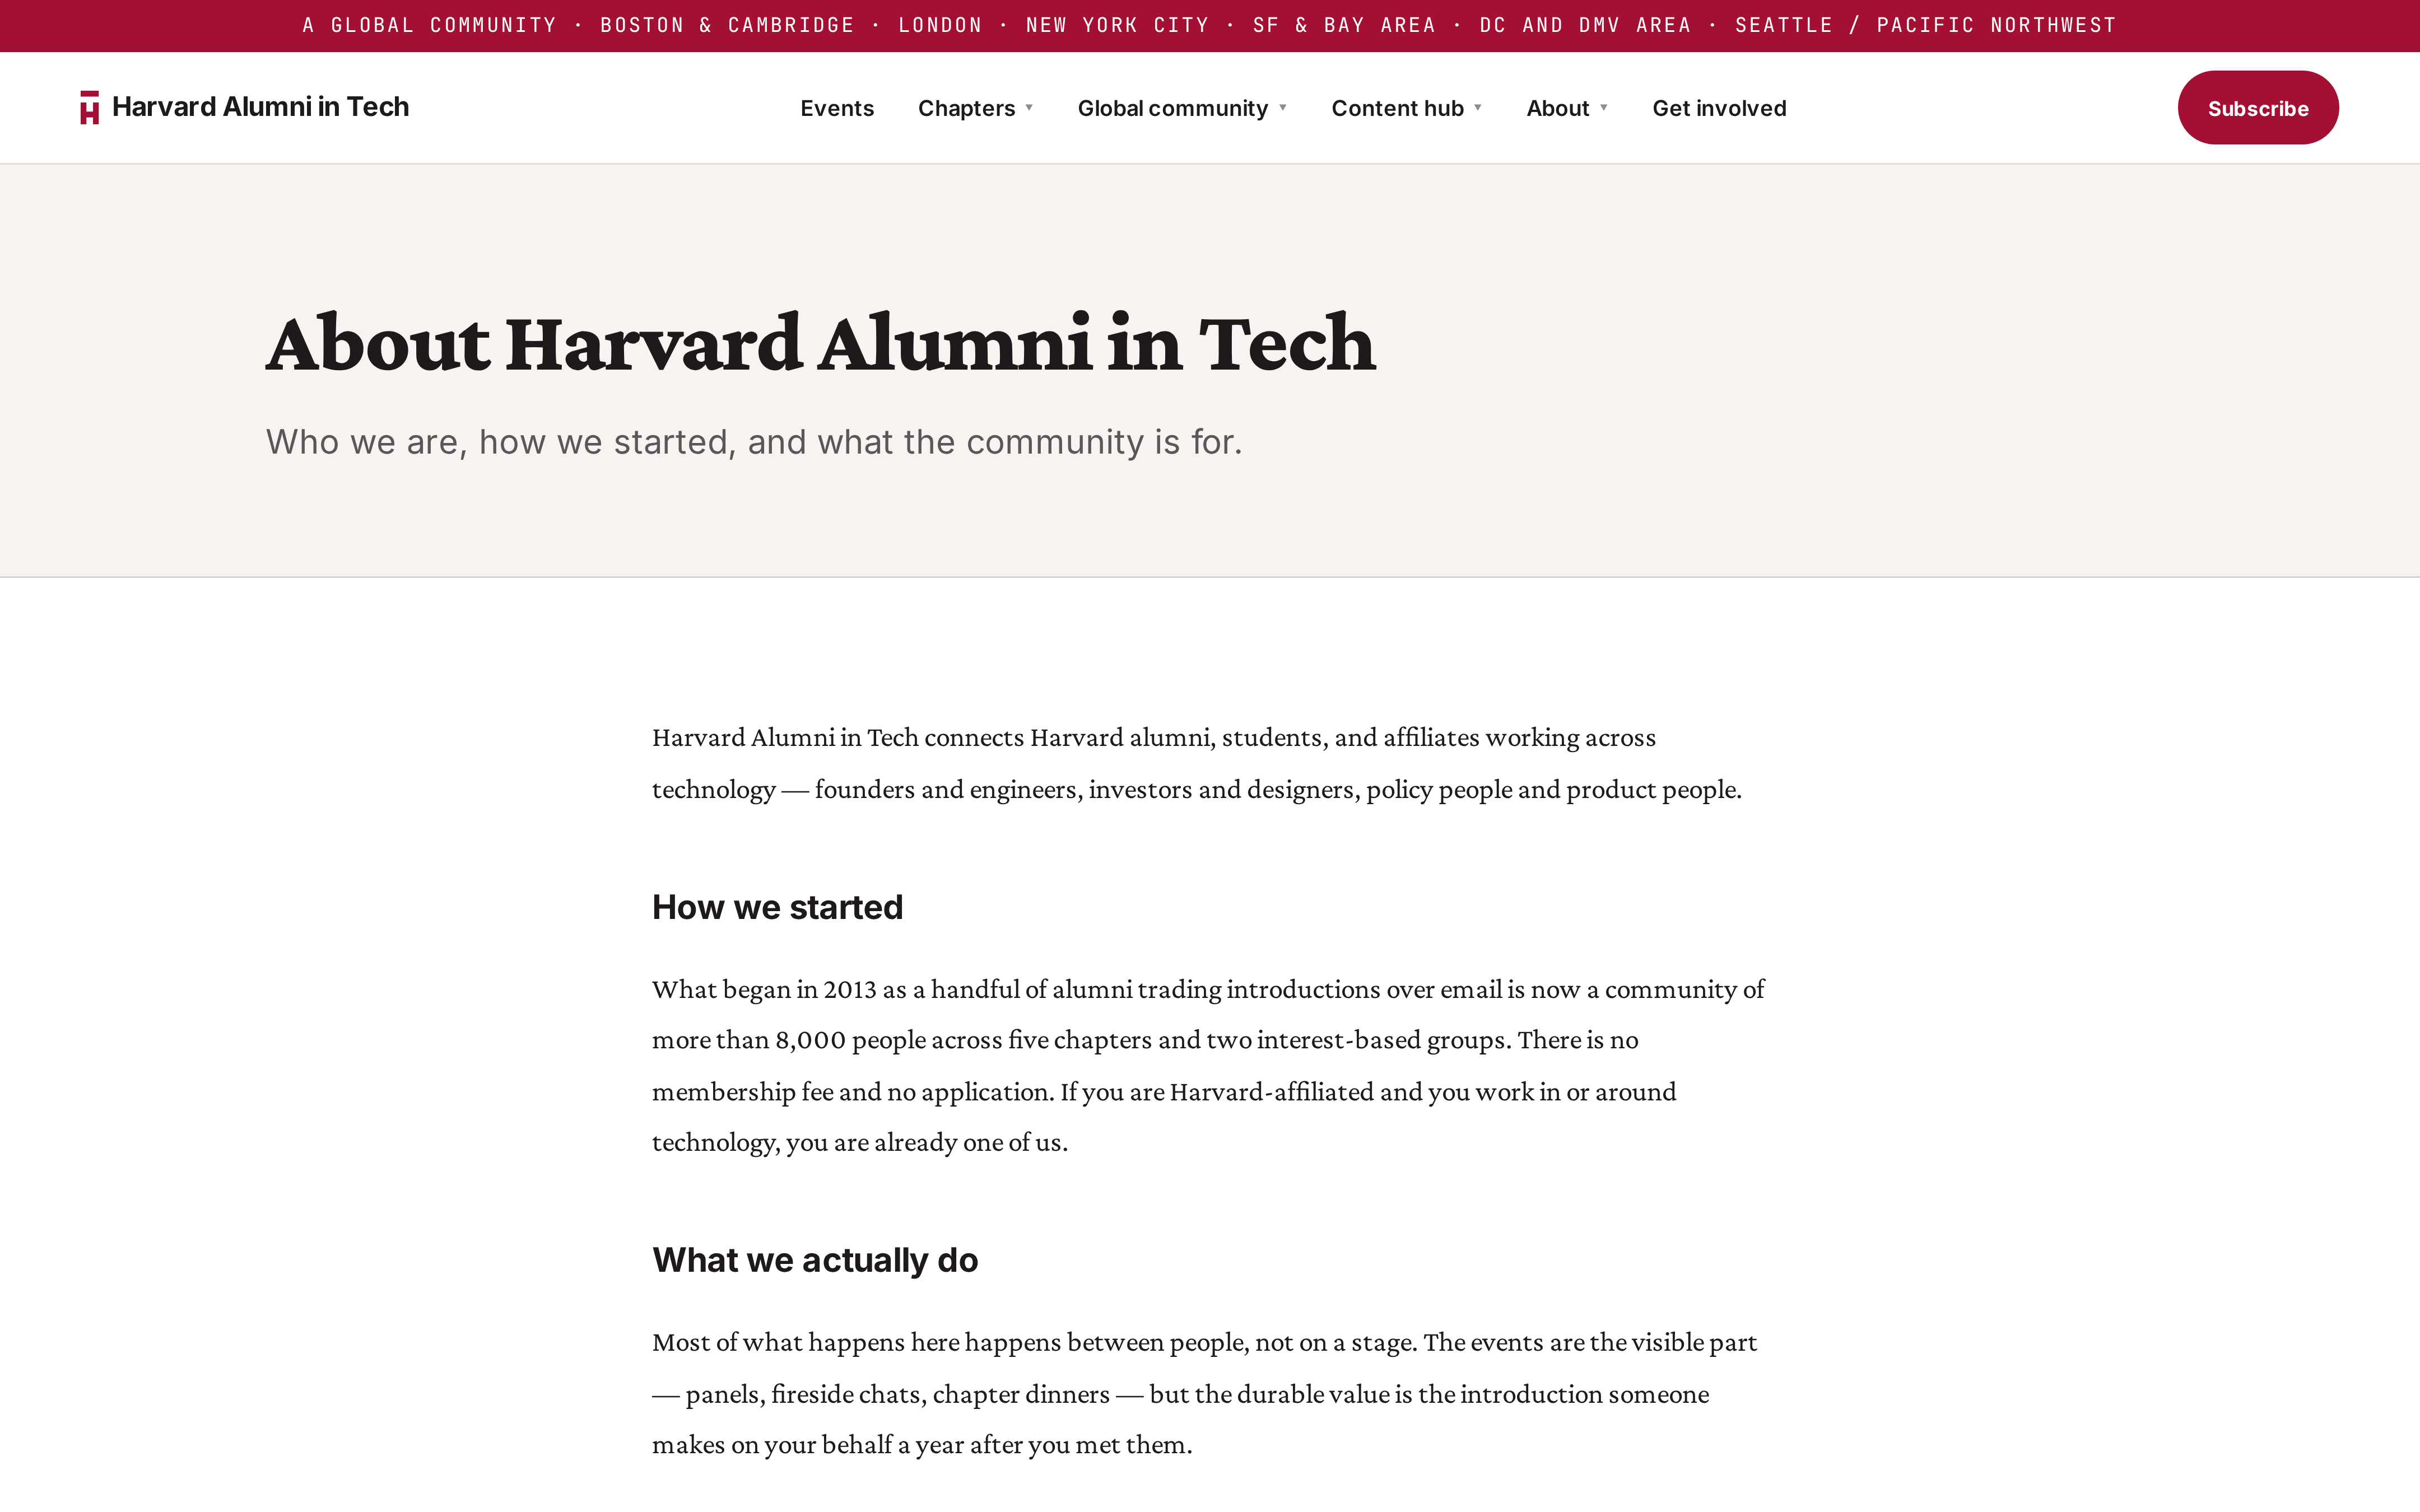 A GLOBAL COMMUNITY · BOSTON & CAMBRIDGE · LONDON · NEW YORK CITY · SF & BAY AREA · DC AND DMV AREA · SEATTLE / PACIFIC NORTHWEST
Harvard Alumni in Tech
Events Chapters ▾ Global community ▾ Content hub ▾ About ▾ Get involved
Subscribe
About Harvard Alumni in Tech
Who we are, how we started, and what the community is for.
Harvard Alumni in Tech connects Harvard alumni, students, and affiliates working across
technology — founders and engineers, investors and designers, policy people and product people.
How we started
What began in 2013 as a handful of alumni trading introductions over email is now a community of
more than 8,000 people across five chapters and two interest-based groups. There is no
membership fee and no application. If you are Harvard-affiliated and you work in or around
technology, you are already one of us.
What we actually do
Most of what happens here happens between people, not on a stage. The events are the visible part
— panels, fireside chats, chapter dinners — but the durable value is the introduction someone
makes on your behalf a year after you met them.